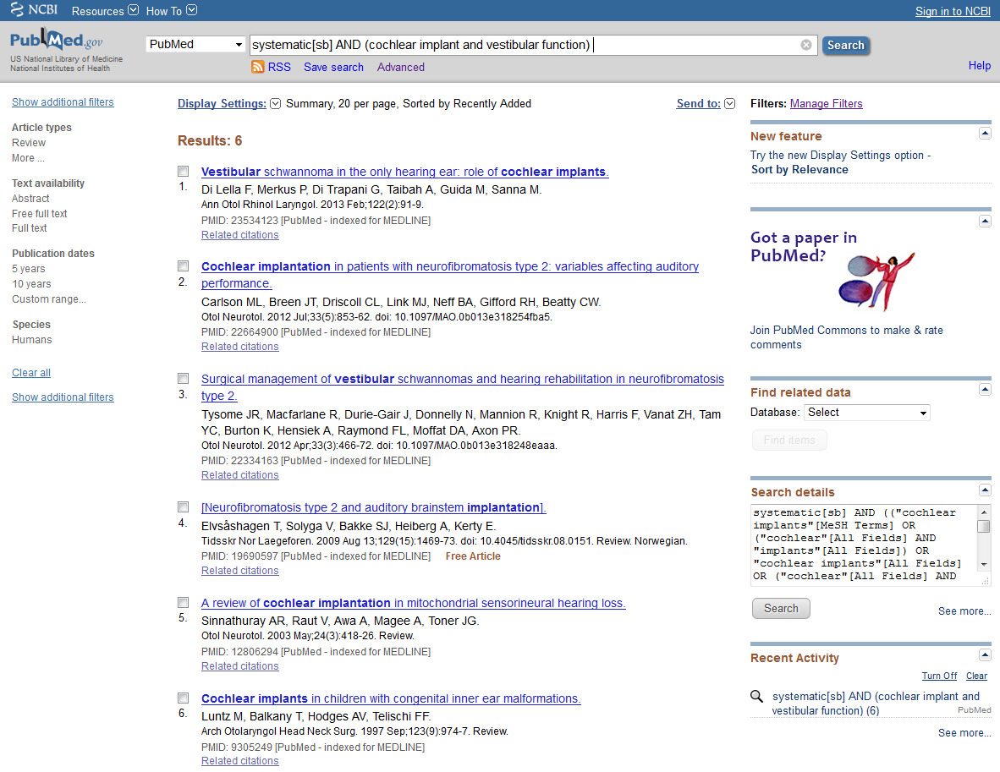 NCBI Resources How To Sign in to NCBI
PubMed.gov
US National Library of Medicine
National Institutes of Health
PubMed systematic[sb] AND (cochlear implant and vestibular function) Search
RSS Save search Advanced
Help
Show additional filters
Article types
Review
More ...
Text availability
Abstract
Free full text
Full text
Publication dates
5 years
10 years
Custom range...
Species
Humans
Clear all
Show additional filters
Display Settings: Summary, 20 per page, Sorted by Recently Added Send to:
Results: 6
Vestibular schwannoma in the only hearing ear: role of cochlear implants.
1. Di Lella F, Merkus P, Di Trapani G, Taibah A, Guida M, Sanna M.
Ann Otol Rhinol Laryngol. 2013 Feb;122(2):91-9.
PMID: 23534123 [PubMed - indexed for MEDLINE]
Related citations
Cochlear implantation in patients with neurofibromatosis type 2: variables affecting auditory
2. performance.
Carlson ML, Breen JT, Driscoll CL, Link MJ, Neff BA, Gifford RH, Beatty CW.
Otol Neurotol. 2012 Jul;33(5):853-62. doi: 10.1097/MAO.0b013e318254fba5.
PMID: 22664900 [PubMed - indexed for MEDLINE]
Related citations
Surgical management of vestibular schwannomas and hearing rehabilitation in neurofibromatosis
3. type 2.
Tysome JR, Macfarlane R, Durie-Gair J, Donnelly N, Mannion R, Knight R, Harris F, Vanat ZH, Tam
YC, Burton K, Hensiek A, Raymond FL, Moffat DA, Axon PR.
Otol Neurotol. 2012 Apr;33(3):466-72. doi: 10.1097/MAO.0b013e318248eaaa.
PMID: 22334163 [PubMed - indexed for MEDLINE]
Related citations
[Neurofibromatosis type 2 and auditory brainstem implantation].
4. Elvsåshagen T, Solyga V, Bakke SJ, Heiberg A, Kerty E.
Tidsskr Nor Laegeforen. 2009 Aug 13;129(15):1469-73. doi: 10.4045/tidsskr.08.0151. Review. Norwegian.
PMID: 19690597 [PubMed - indexed for MEDLINE] Free Article
Related citations
A review of cochlear implantation in mitochondrial sensorineural hearing loss.
5. Sinnathuray AR, Raut V, Awa A, Magee A, Toner JG.
Otol Neurotol. 2003 May;24(3):418-26. Review.
PMID: 12806294 [PubMed - indexed for MEDLINE]
Related citations
Cochlear implants in children with congenital inner ear malformations.
6. Luntz M, Balkany T, Hodges AV, Telischi FF.
Arch Otolaryngol Head Neck Surg. 1997 Sep;123(9):974-7. Review.
PMID: 9305249 [PubMed - indexed for MEDLINE]
Related citations
Filters: Manage Filters
New feature
Try the new Display Settings option -
Sort by Relevance
Got a paper in
PubMed?
Join PubMed Commons to make & rate
comments
Find related data
Database: Select
Find items
Search details
systematic[sb] AND (("cochlear
implants"[MeSH Terms] OR
("cochlear"[All Fields] AND
"implants"[All Fields]) OR
"cochlear implants"[All Fields]
OR ("cochlear"[All Fields] AND
Search See more...
Recent Activity
Turn Off Clear
systematic[sb] AND (cochlear implant and
vestibular function) (6) PubMed
See more...